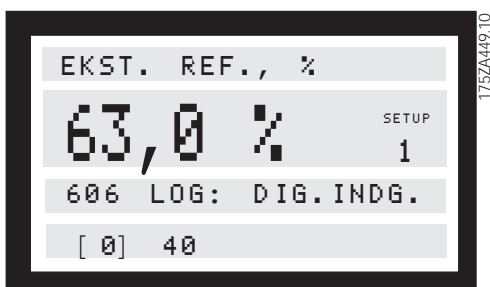 EKST. REF., %
63,0 %
SETUP
1
606 LOG: DIG.INDG.
[ 0] 40
175ZA449.10